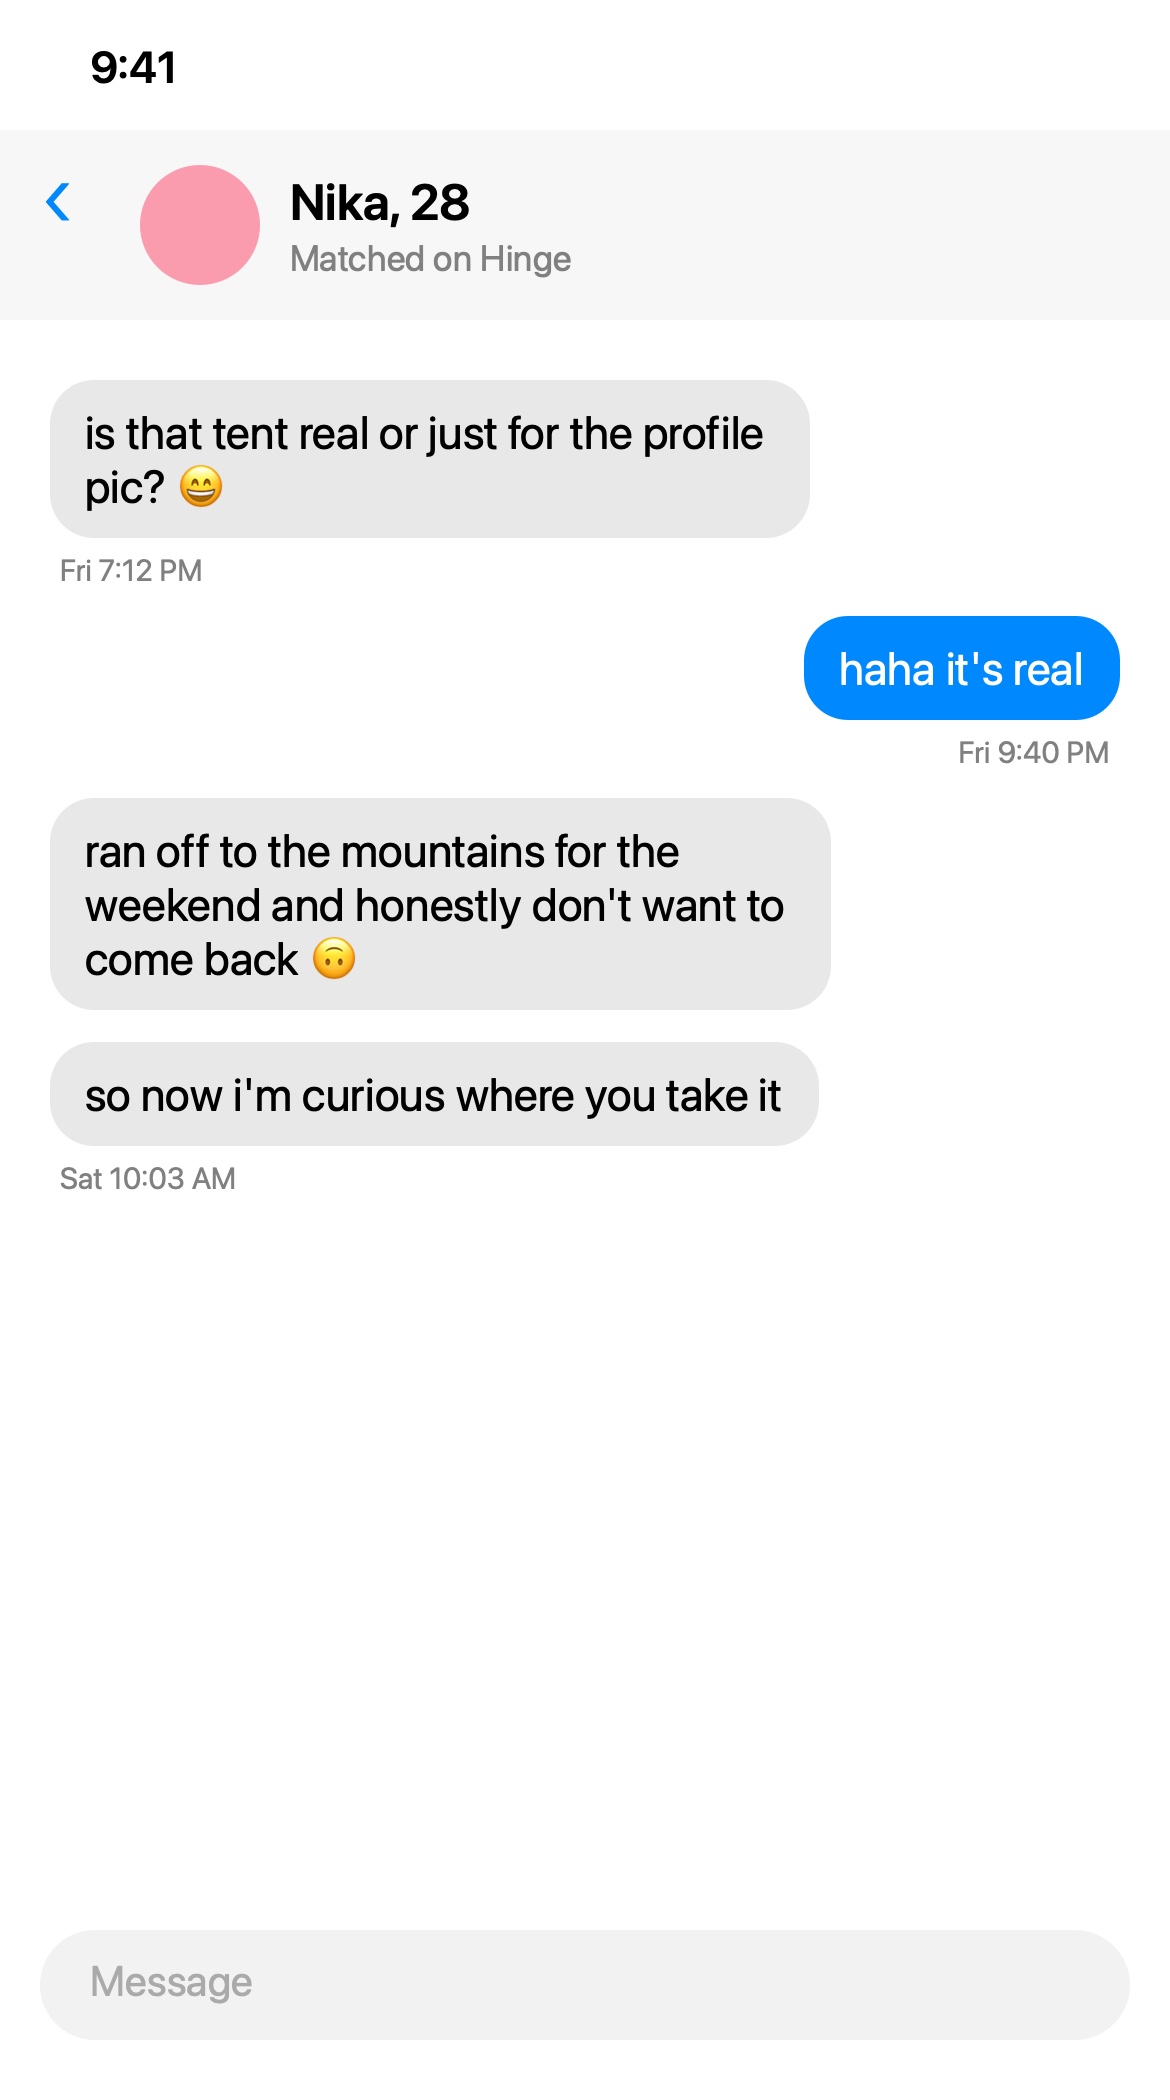 9:41
Nika, 28
Matched on Hinge
is that tent real or just for the profile
pic? 😄
Fri 7:12 PM
haha it's real
Fri 9:40 PM
ran off to the mountains for the
weekend and honestly don't want to
come back 🙃
so now i'm curious where you take it
Sat 10:03 AM
Message